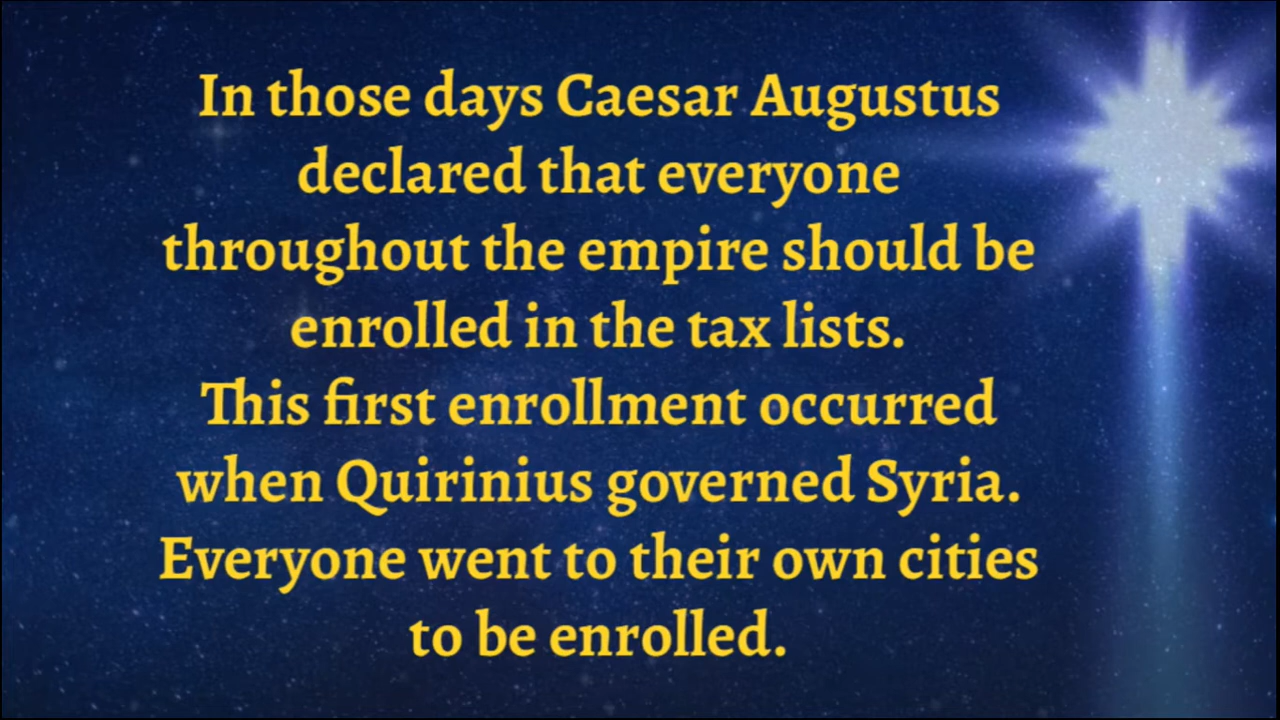 In those days Caesar Augustus
declared that everyone
throughout the empire should be
enrolled in the tax lists.
This first enrollment occurred
when Quirinius governed Syria.
Everyone went to their own cities
to be enrolled.